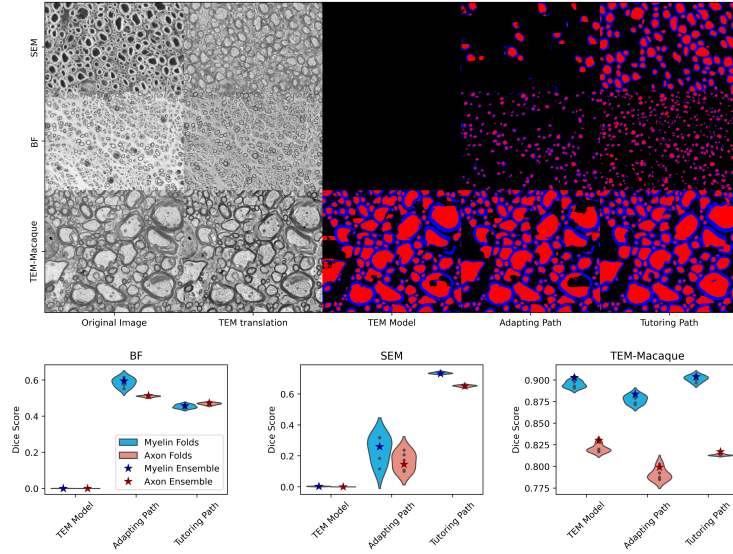 SEM
BF
TEM-Macaque
Original Image
TEM translation
TEM Model
Adapting Path
Tutoring Path
BF
Dice Score
0.6
0.4
0.2
0.0
Myelin Folds
Axon Folds
Myelin Ensemble
Axon Ensemble
TEM Model
Adapting Path
Tutoring Path
SEM
Dice Score
0.6
0.4
0.2
0.0
TEM Model
Adapting Path
Tutoring Path
TEM-Macaque
Dice Score
0.900
0.875
0.850
0.825
0.800
0.775
TEM Model
Adapting Path
Tutoring Path